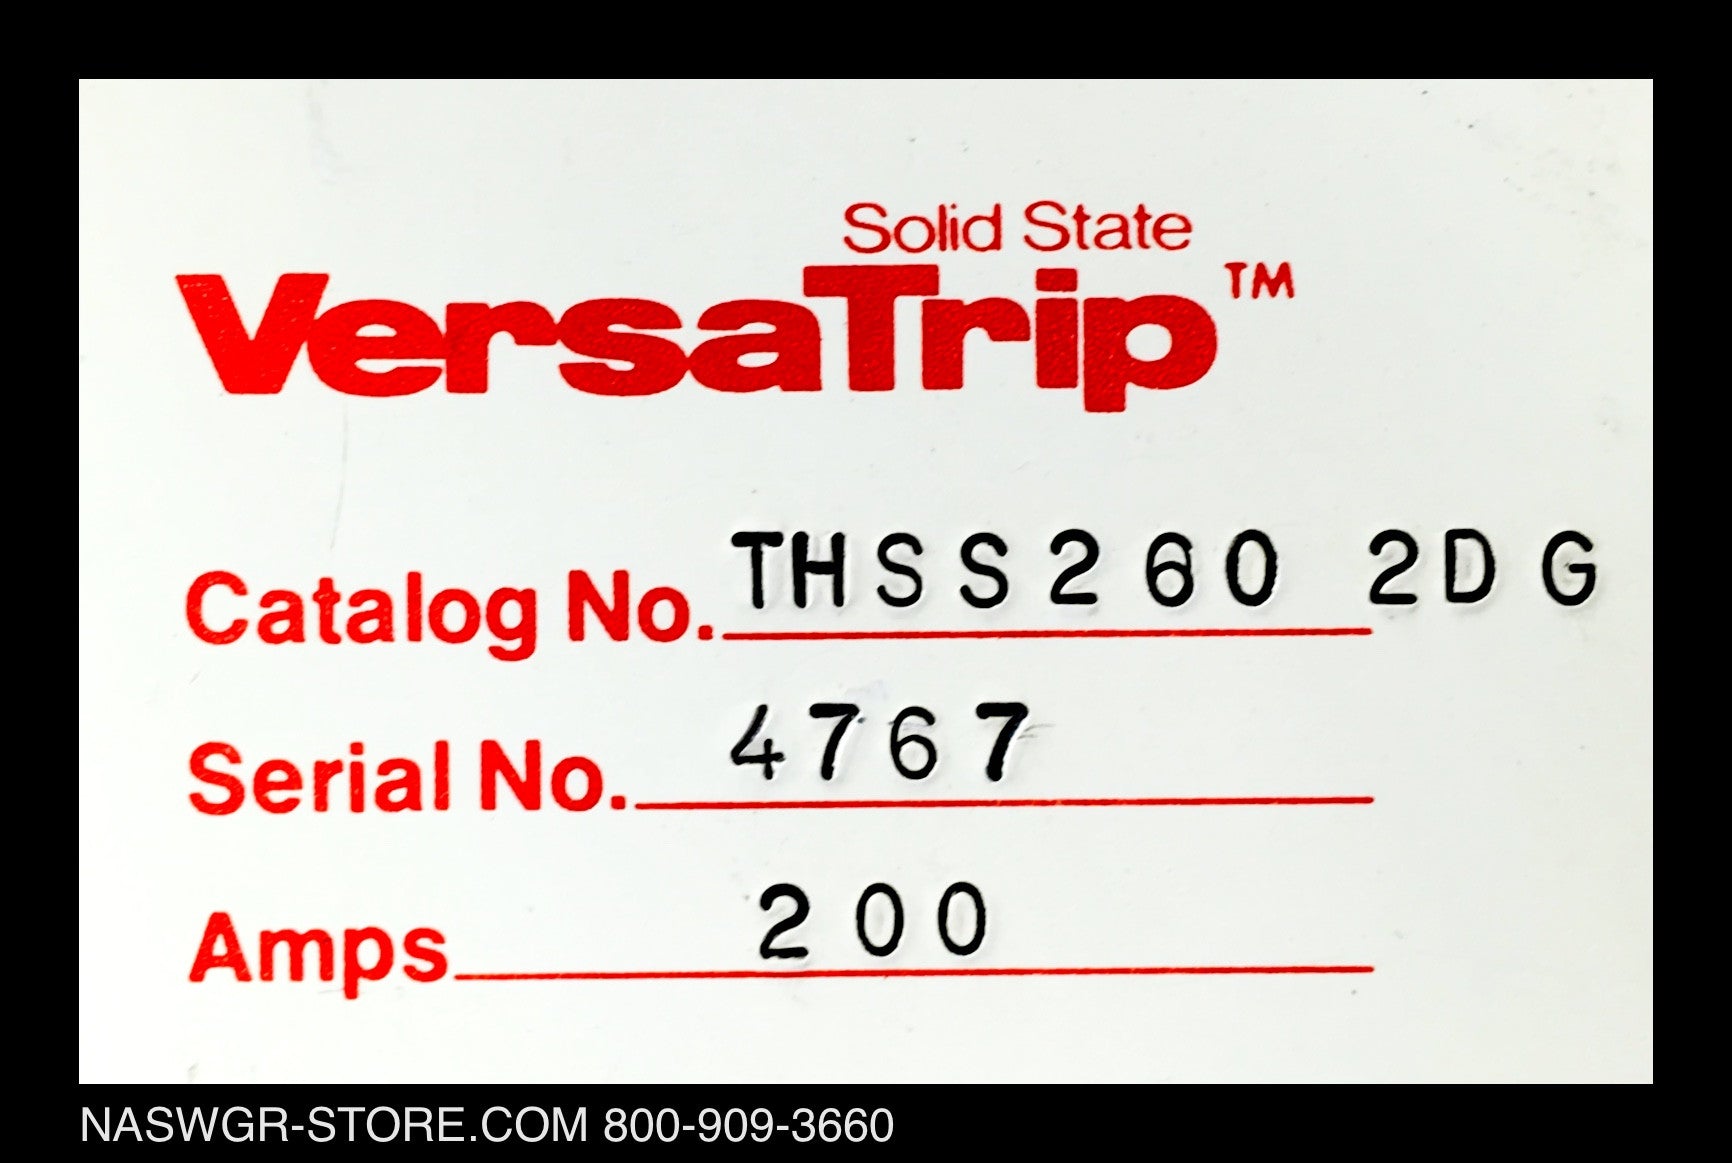 Solid State
VersaTrip™
Catalog No. THSS260 2DG
Serial No. 4767
Amps 200
NASWGR-STORE.COM 800-909-3660